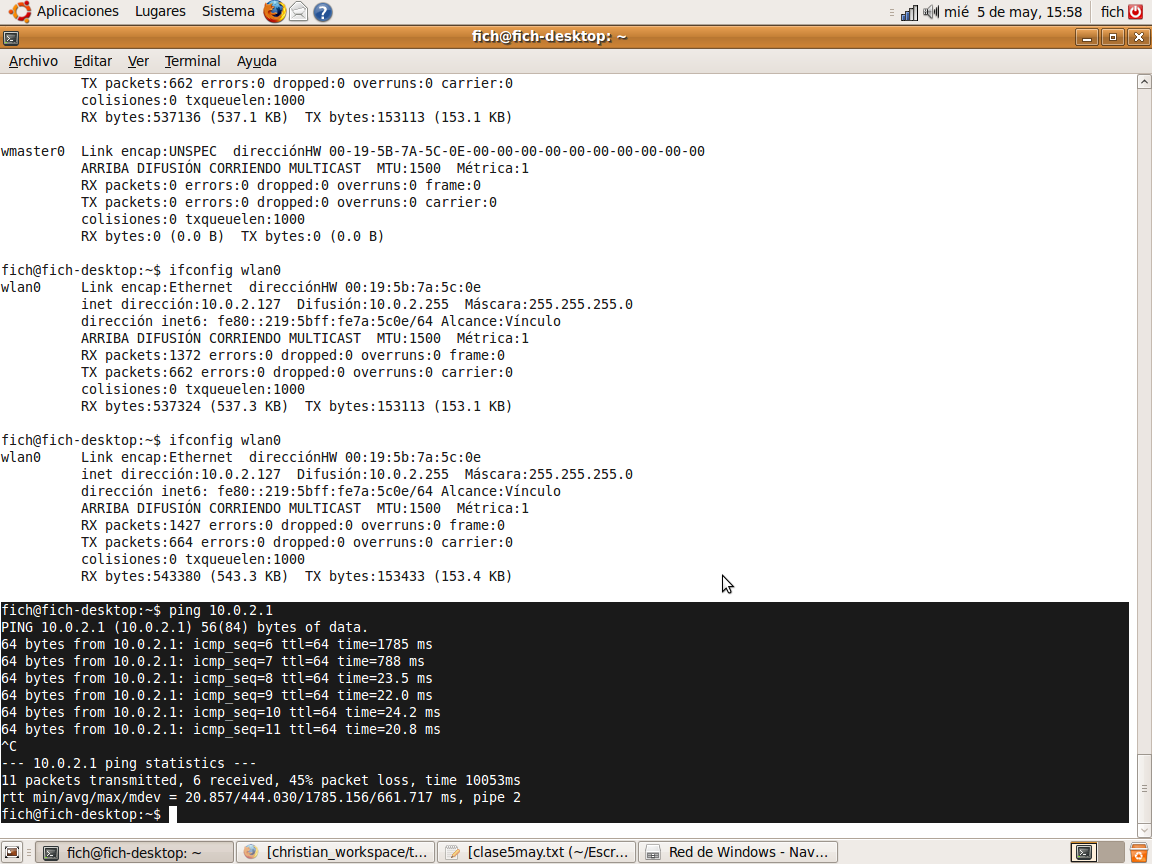 Aplicaciones Lugares Sistema mié 5 de may, 15:58 fich
fich@fich-desktop: ~
Archivo Editar Ver Terminal Ayuda
TX packets:662 errors:0 dropped:0 overruns:0 carrier:0
colisiones:0 txqueuelen:1000
RX bytes:537136 (537.1 KB)  TX bytes:153113 (153.1 KB)
wmaster0  Link encap:UNSPEC  direcciónHW 00-19-5B-7A-5C-0E-00-00-00-00-00-00-00-00-00-00
ARRIBA DIFUSIÓN CORRIENDO MULTICAST  MTU:1500  Métrica:1
RX packets:0 errors:0 dropped:0 overruns:0 frame:0
TX packets:0 errors:0 dropped:0 overruns:0 carrier:0
colisiones:0 txqueuelen:1000
RX bytes:0 (0.0 B)  TX bytes:0 (0.0 B)
fich@fich-desktop:~$ ifconfig wlan0
wlan0     Link encap:Ethernet  direcciónHW 00:19:5b:7a:5c:0e
inet dirección:10.0.2.127  Difusión:10.0.2.255  Máscara:255.255.255.0
dirección inet6: fe80::219:5bff:fe7a:5c0e/64 Alcance:Vínculo
ARRIBA DIFUSIÓN CORRIENDO MULTICAST  MTU:1500  Métrica:1
RX packets:1372 errors:0 dropped:0 overruns:0 frame:0
TX packets:662 errors:0 dropped:0 overruns:0 carrier:0
colisiones:0 txqueuelen:1000
RX bytes:537324 (537.3 KB)  TX bytes:153113 (153.1 KB)
fich@fich-desktop:~$ ifconfig wlan0
wlan0     Link encap:Ethernet  direcciónHW 00:19:5b:7a:5c:0e
inet dirección:10.0.2.127  Difusión:10.0.2.255  Máscara:255.255.255.0
dirección inet6: fe80::219:5bff:fe7a:5c0e/64 Alcance:Vínculo
ARRIBA DIFUSIÓN CORRIENDO MULTICAST  MTU:1500  Métrica:1
RX packets:1427 errors:0 dropped:0 overruns:0 frame:0
TX packets:664 errors:0 dropped:0 overruns:0 carrier:0
colisiones:0 txqueuelen:1000
RX bytes:543380 (543.3 KB)  TX bytes:153433 (153.4 KB)
fich@fich-desktop:~$ ping 10.0.2.1
PING 10.0.2.1 (10.0.2.1) 56(84) bytes of data.
64 bytes from 10.0.2.1: icmp_seq=6 ttl=64 time=1785 ms
64 bytes from 10.0.2.1: icmp_seq=7 ttl=64 time=788 ms
64 bytes from 10.0.2.1: icmp_seq=8 ttl=64 time=23.5 ms
64 bytes from 10.0.2.1: icmp_seq=9 ttl=64 time=22.0 ms
64 bytes from 10.0.2.1: icmp_seq=10 ttl=64 time=24.2 ms
64 bytes from 10.0.2.1: icmp_seq=11 ttl=64 time=20.8 ms
^C
--- 10.0.2.1 ping statistics ---
11 packets transmitted, 6 received, 45% packet loss, time 10053ms
rtt min/avg/max/mdev = 20.857/444.030/1785.156/661.717 ms, pipe 2
fich@fich-desktop:~$
fich@fich-desktop: ~ [christian_workspace/t... [clase5may.txt (~/Escr... Red de Windows - Nav...